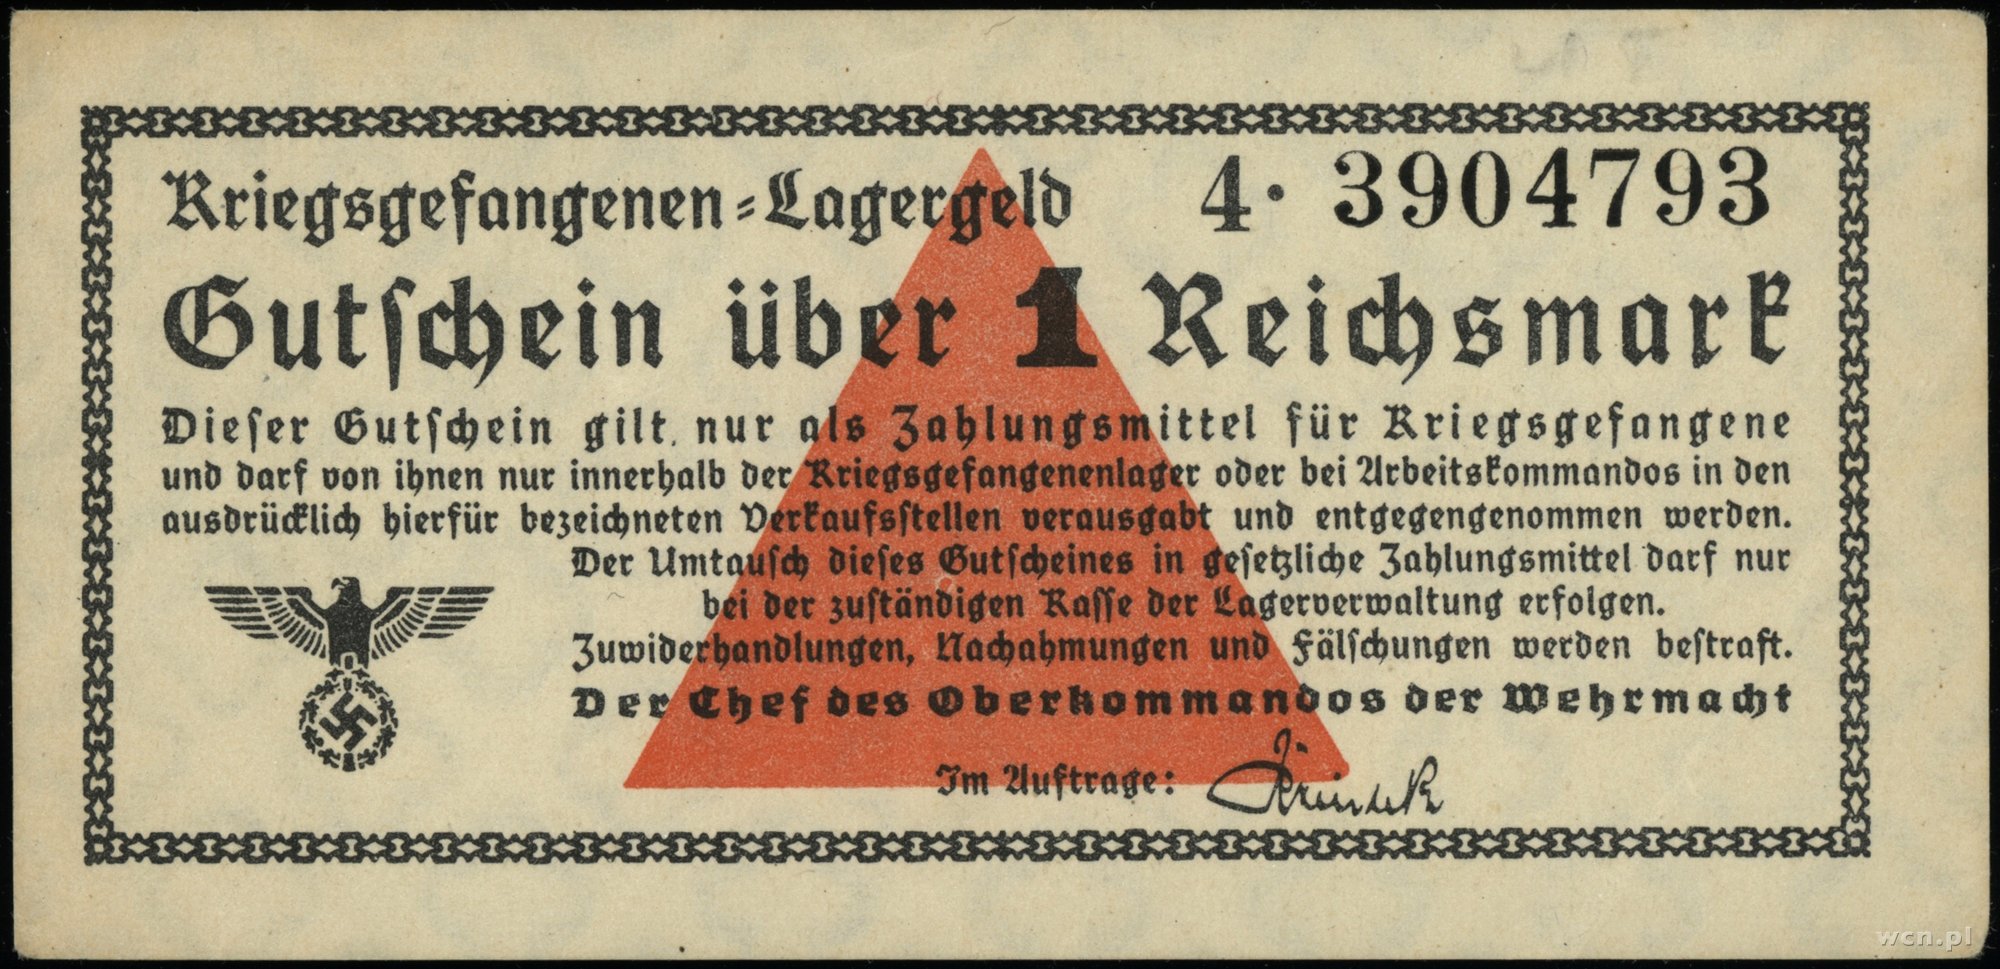 Kriegsgefangenen-Lagergeld 4· 3904793
Gutschein über 1 Reichsmark
Dieser Gutschein gilt nur als Zahlungsmittel für Kriegsgefangene
und darf von ihnen nur innerhalb der Kriegsgefangenenlager oder bei Arbeitskommandos in den
ausdrücklich hierfür bezeichneten Verkaufsstellen verausgabt und entgegengenommen werden.
Der Umtausch dieses Gutscheines in gesetzliche Zahlungsmittel darf nur
bei der zuständigen Kasse der Lagerverwaltung erfolgen.
Zuwiderhandlungen, Nachahmungen und Fälschungen werden bestraft.
Der Chef des Oberkommandos der Wehrmacht
Im Auftrage:
wcn.pl